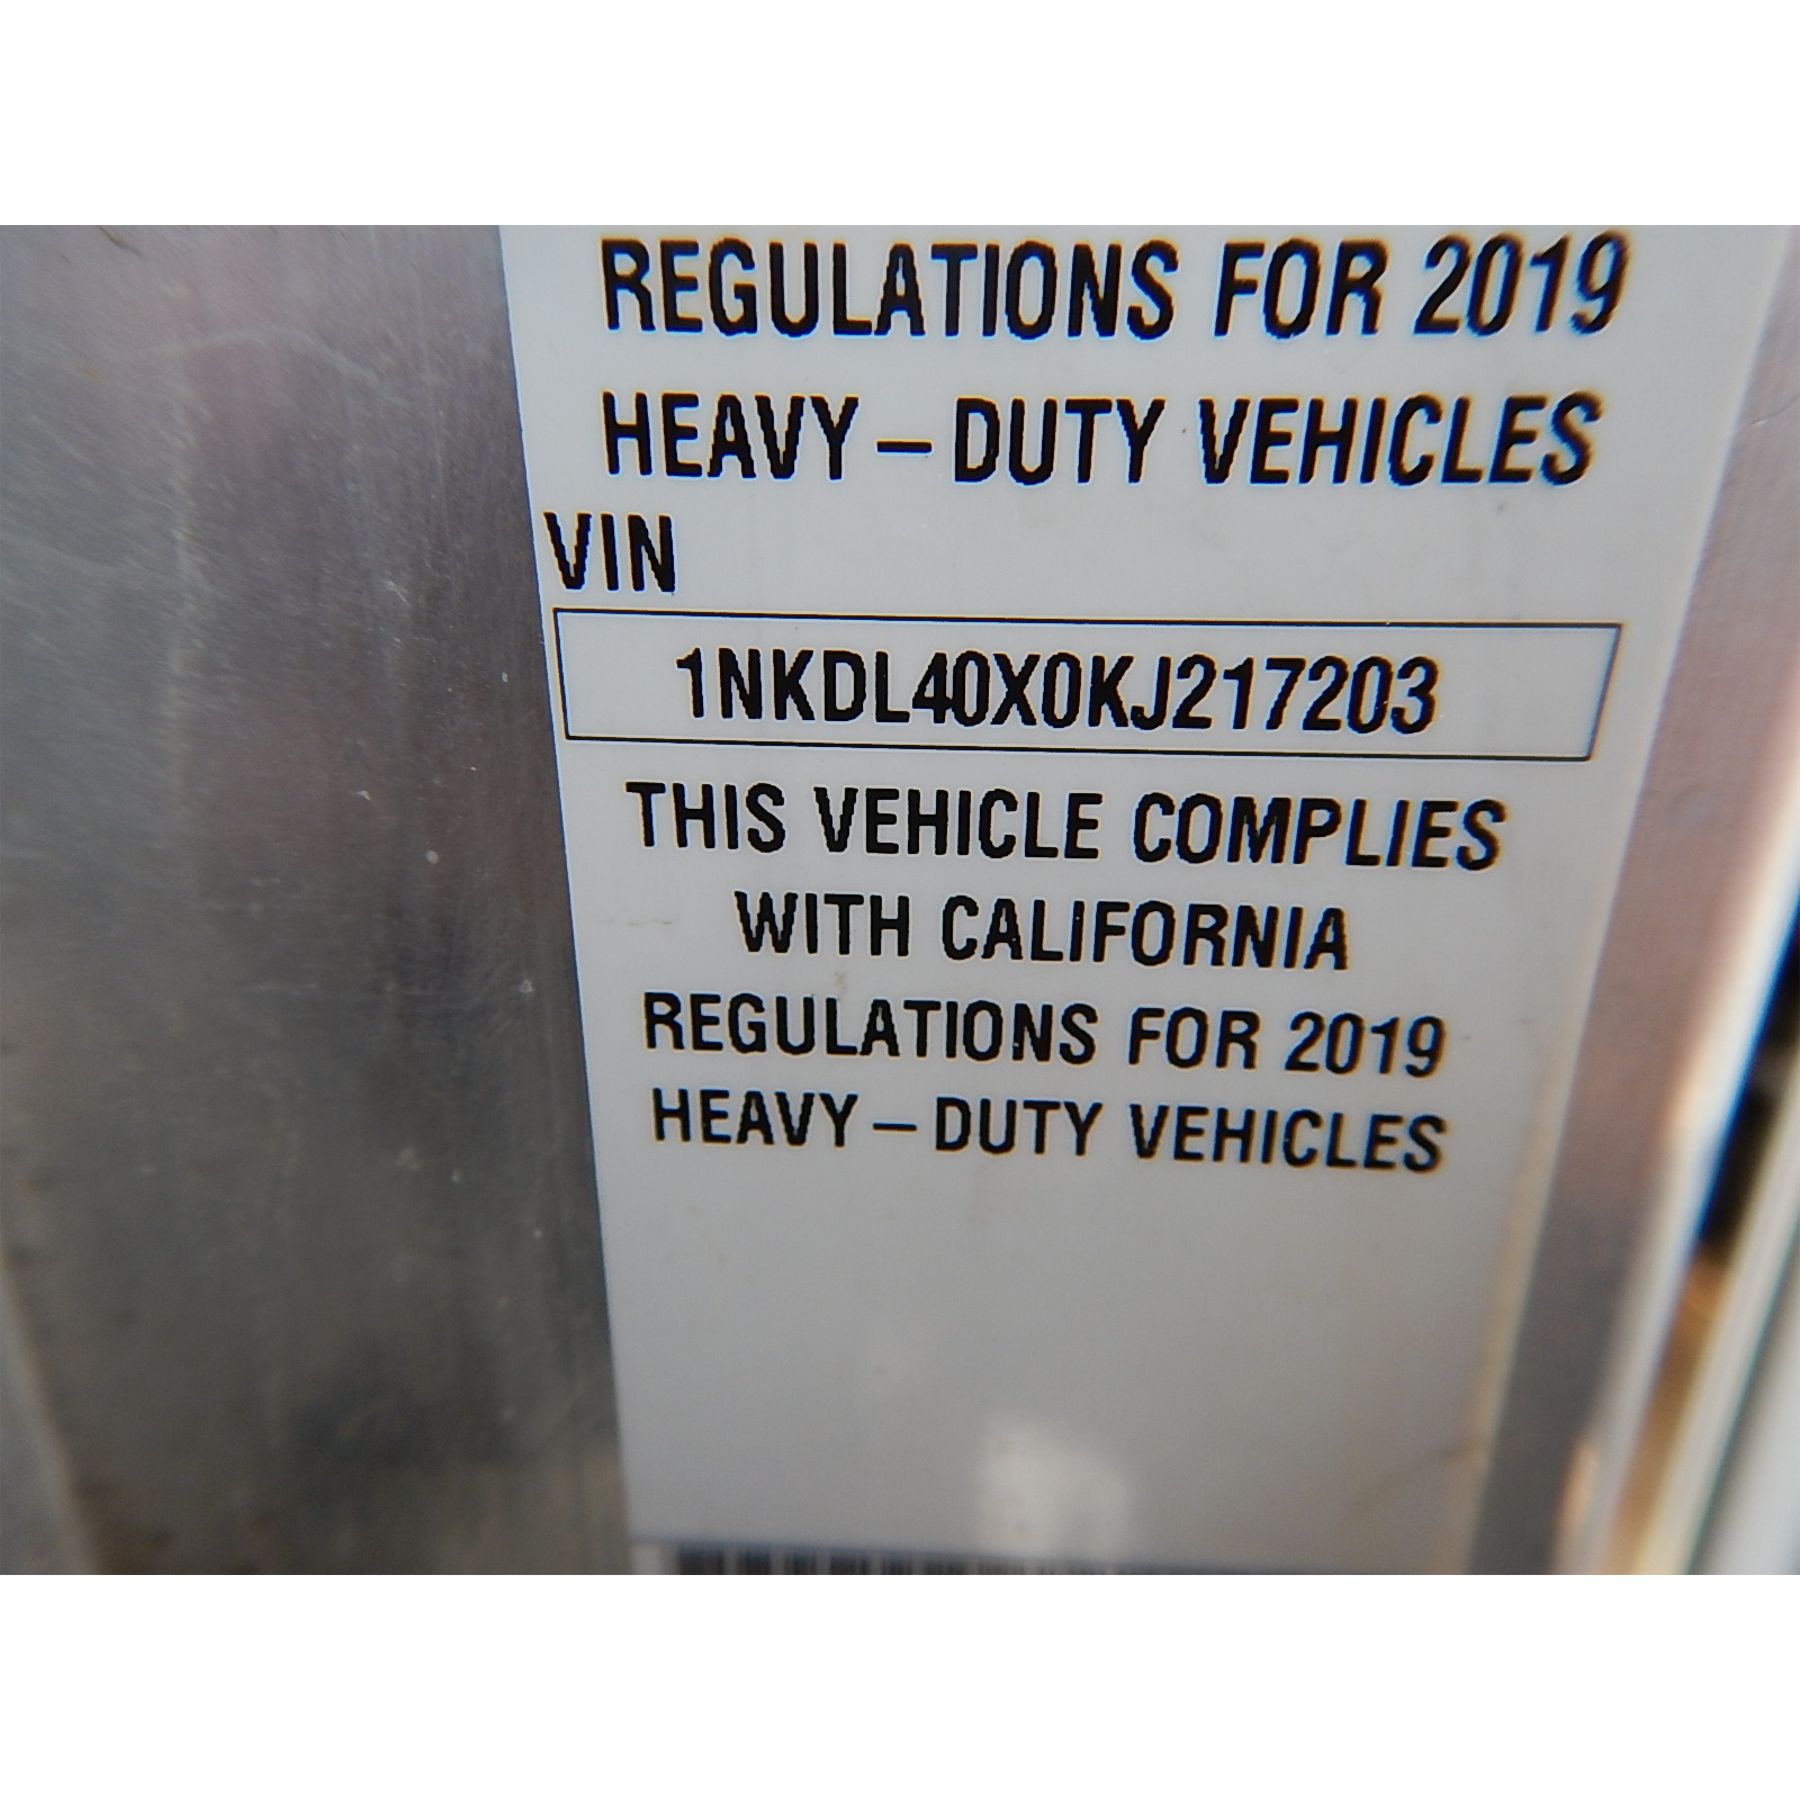 REGULATIONS FOR 2019
HEAVY – DUTY VEHICLES
VIN
1NKDL40X0KJ217203
THIS VEHICLE COMPLIES
WITH CALIFORNIA
REGULATIONS FOR 2019
HEAVY – DUTY VEHICLES